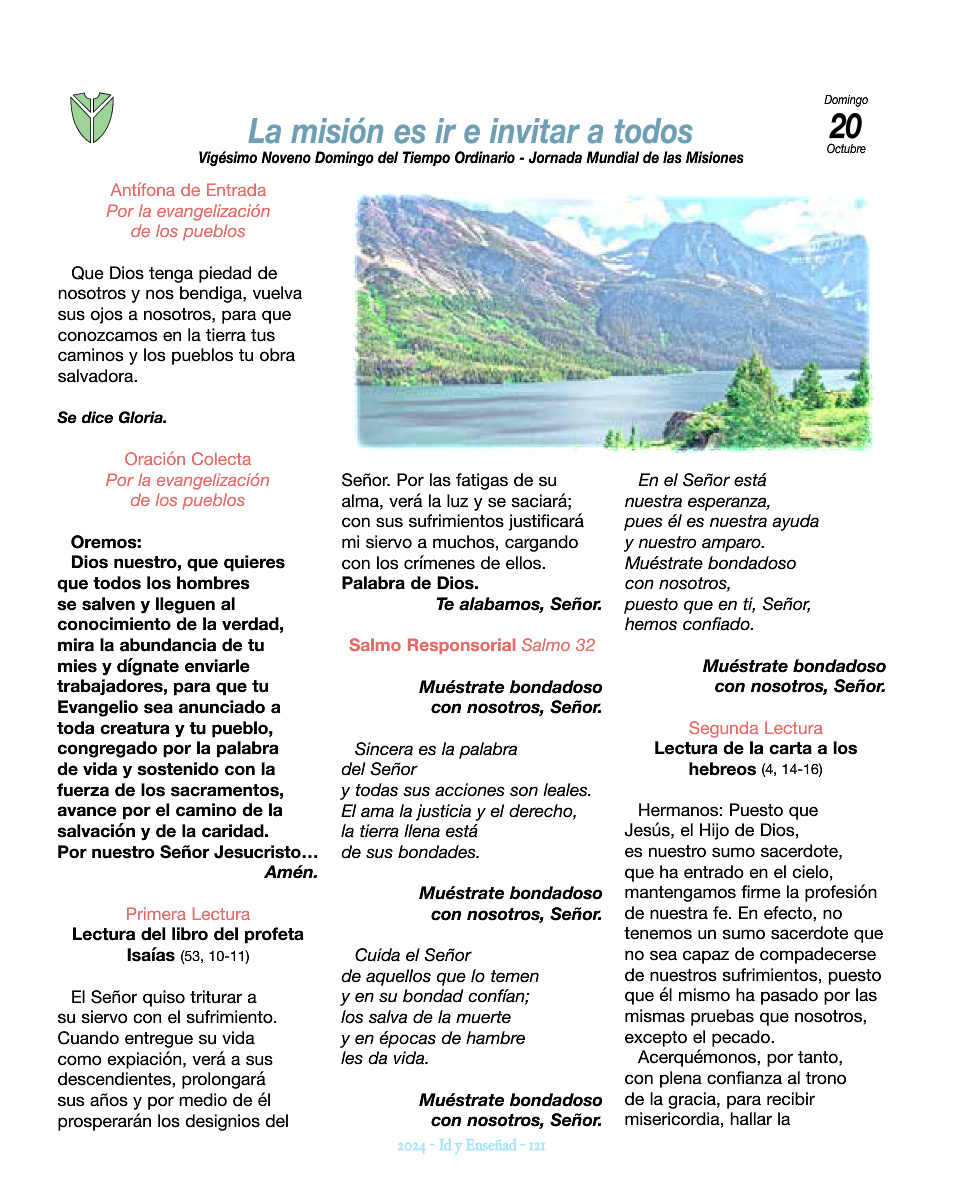 La misión es ir e invitar a todos
Vigésimo Noveno Domingo del Tiempo Ordinario - Jornada Mundial de las Misiones
Domingo
20
Octubre
Antífona de Entrada
Por la evangelización
de los pueblos
Que Dios tenga piedad de
nosotros y nos bendiga, vuelva
sus ojos a nosotros, para que
conozcamos en la tierra tus
caminos y los pueblos tu obra
salvadora.
Se dice Gloria.
Oración Colecta
Por la evangelización
de los pueblos
Oremos:
Dios nuestro, que quieres
que todos los hombres
se salven y lleguen al
conocimiento de la verdad,
mira la abundancia de tu
mies y dígnate enviarle
trabajadores, para que tu
Evangelio sea anunciado a
toda creatura y tu pueblo,
congregado por la palabra
de vida y sostenido con la
fuerza de los sacramentos,
avance por el camino de la
salvación y de la caridad.
Por nuestro Señor Jesucristo…
Amén.
Primera Lectura
Lectura del libro del profeta
Isaías (53, 10-11)
El Señor quiso triturar a
su siervo con el sufrimiento.
Cuando entregue su vida
como expiación, verá a sus
descendientes, prolongará
sus años y por medio de él
prosperarán los designios del
Señor. Por las fatigas de su
alma, verá la luz y se saciará;
con sus sufrimientos justificará
mi siervo a muchos, cargando
con los crímenes de ellos.
Palabra de Dios.
Te alabamos, Señor.
Salmo Responsorial Salmo 32
Muéstrate bondadoso
con nosotros, Señor.
Sincera es la palabra
del Señor
y todas sus acciones son leales.
El ama la justicia y el derecho,
la tierra llena está
de sus bondades.
Muéstrate bondadoso
con nosotros, Señor.
Cuida el Señor
de aquellos que lo temen
y en su bondad confían;
los salva de la muerte
y en épocas de hambre
les da vida.
Muéstrate bondadoso
con nosotros, Señor.
En el Señor está
nuestra esperanza,
pues él es nuestra ayuda
y nuestro amparo.
Muéstrate bondadoso
con nosotros,
puesto que en ti, Señor,
hemos confiado.
Muéstrate bondadoso
con nosotros, Señor.
Segunda Lectura
Lectura de la carta a los
hebreos (4, 14-16)
Hermanos: Puesto que
Jesús, el Hijo de Dios,
es nuestro sumo sacerdote,
que ha entrado en el cielo,
mantengamos firme la profesión
de nuestra fe. En efecto, no
tenemos un sumo sacerdote que
no sea capaz de compadecerse
de nuestros sufrimientos, puesto
que él mismo ha pasado por las
mismas pruebas que nosotros,
excepto el pecado.
Acerquémonos, por tanto,
con plena confianza al trono
de la gracia, para recibir
misericordia, hallar la
2024 - Id y Enseñad - 121